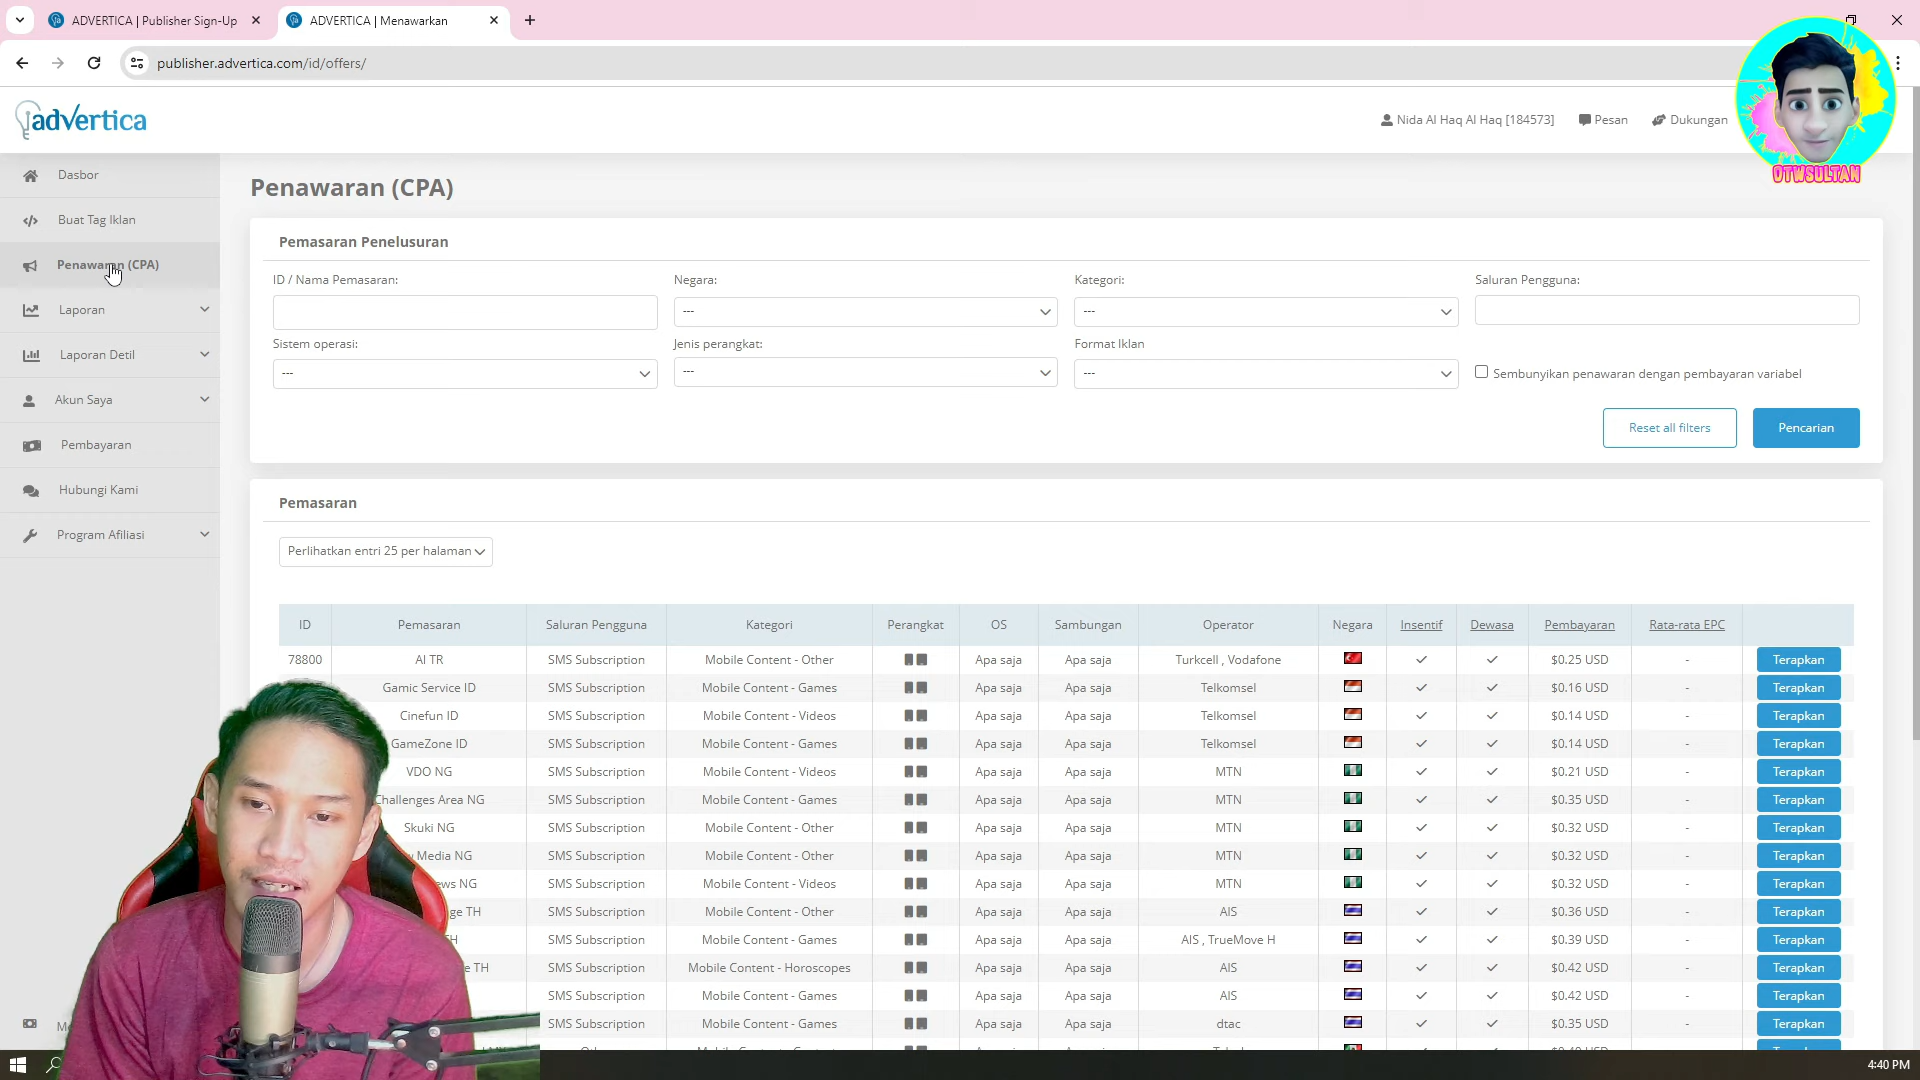 ADVERTICA | Publisher Sign-Up
ADVERTICA | Menawarkan
publisher.advertica.com/id/offers/
advertica
Nida Al Haq Al Haq [184573]
Pesan
Dukungan
OTWSULTAN
Dasbor
Buat Tag Iklan
Penawaran (CPA)
Laporan
Laporan Detil
Akun Saya
Pembayaran
Hubungi Kami
Program Afiliasi
Penawaran (CPA)
Pemasaran Penelusuran
ID / Nama Pemasaran: Negara: Kategori: Saluran Pengguna:
--- ---
Sistem operasi: Jenis perangkat: Format Iklan
--- --- --- Sembunyikan penawaran dengan pembayaran variabel
Reset all filters Pencarian
Pemasaran
Perlihatkan entri 25 per halaman
ID Pemasaran Saluran Pengguna Kategori Perangkat OS Sambungan Operator Negara Insentif Dewasa Pembayaran Rata-rata EPC
78800 AI TR SMS Subscription Mobile Content - Other Apa saja Apa saja Turkcell , Vodafone $0.25 USD - Terapkan
Gamic Service ID SMS Subscription Mobile Content - Games Apa saja Apa saja Telkomsel $0.16 USD - Terapkan
Cinefun ID SMS Subscription Mobile Content - Videos Apa saja Apa saja Telkomsel $0.14 USD - Terapkan
GameZone ID SMS Subscription Mobile Content - Games Apa saja Apa saja Telkomsel $0.14 USD - Terapkan
VDO NG SMS Subscription Mobile Content - Videos Apa saja Apa saja MTN $0.21 USD - Terapkan
Challenges Area NG SMS Subscription Mobile Content - Games Apa saja Apa saja MTN $0.35 USD - Terapkan
Skuki NG SMS Subscription Mobile Content - Other Apa saja Apa saja MTN $0.32 USD - Terapkan
Media NG SMS Subscription Mobile Content - Other Apa saja Apa saja MTN $0.32 USD - Terapkan
NG SMS Subscription Mobile Content - Videos Apa saja Apa saja MTN $0.32 USD - Terapkan
TH SMS Subscription Mobile Content - Other Apa saja Apa saja AIS $0.36 USD - Terapkan
SMS Subscription Mobile Content - Games Apa saja Apa saja AIS , TrueMove H $0.39 USD - Terapkan
TH SMS Subscription Mobile Content - Horoscopes Apa saja Apa saja AIS $0.42 USD - Terapkan
SMS Subscription Mobile Content - Games Apa saja Apa saja AIS $0.42 USD - Terapkan
SMS Subscription Mobile Content - Games Apa saja Apa saja dtac $0.35 USD - Terapkan
4:40 PM